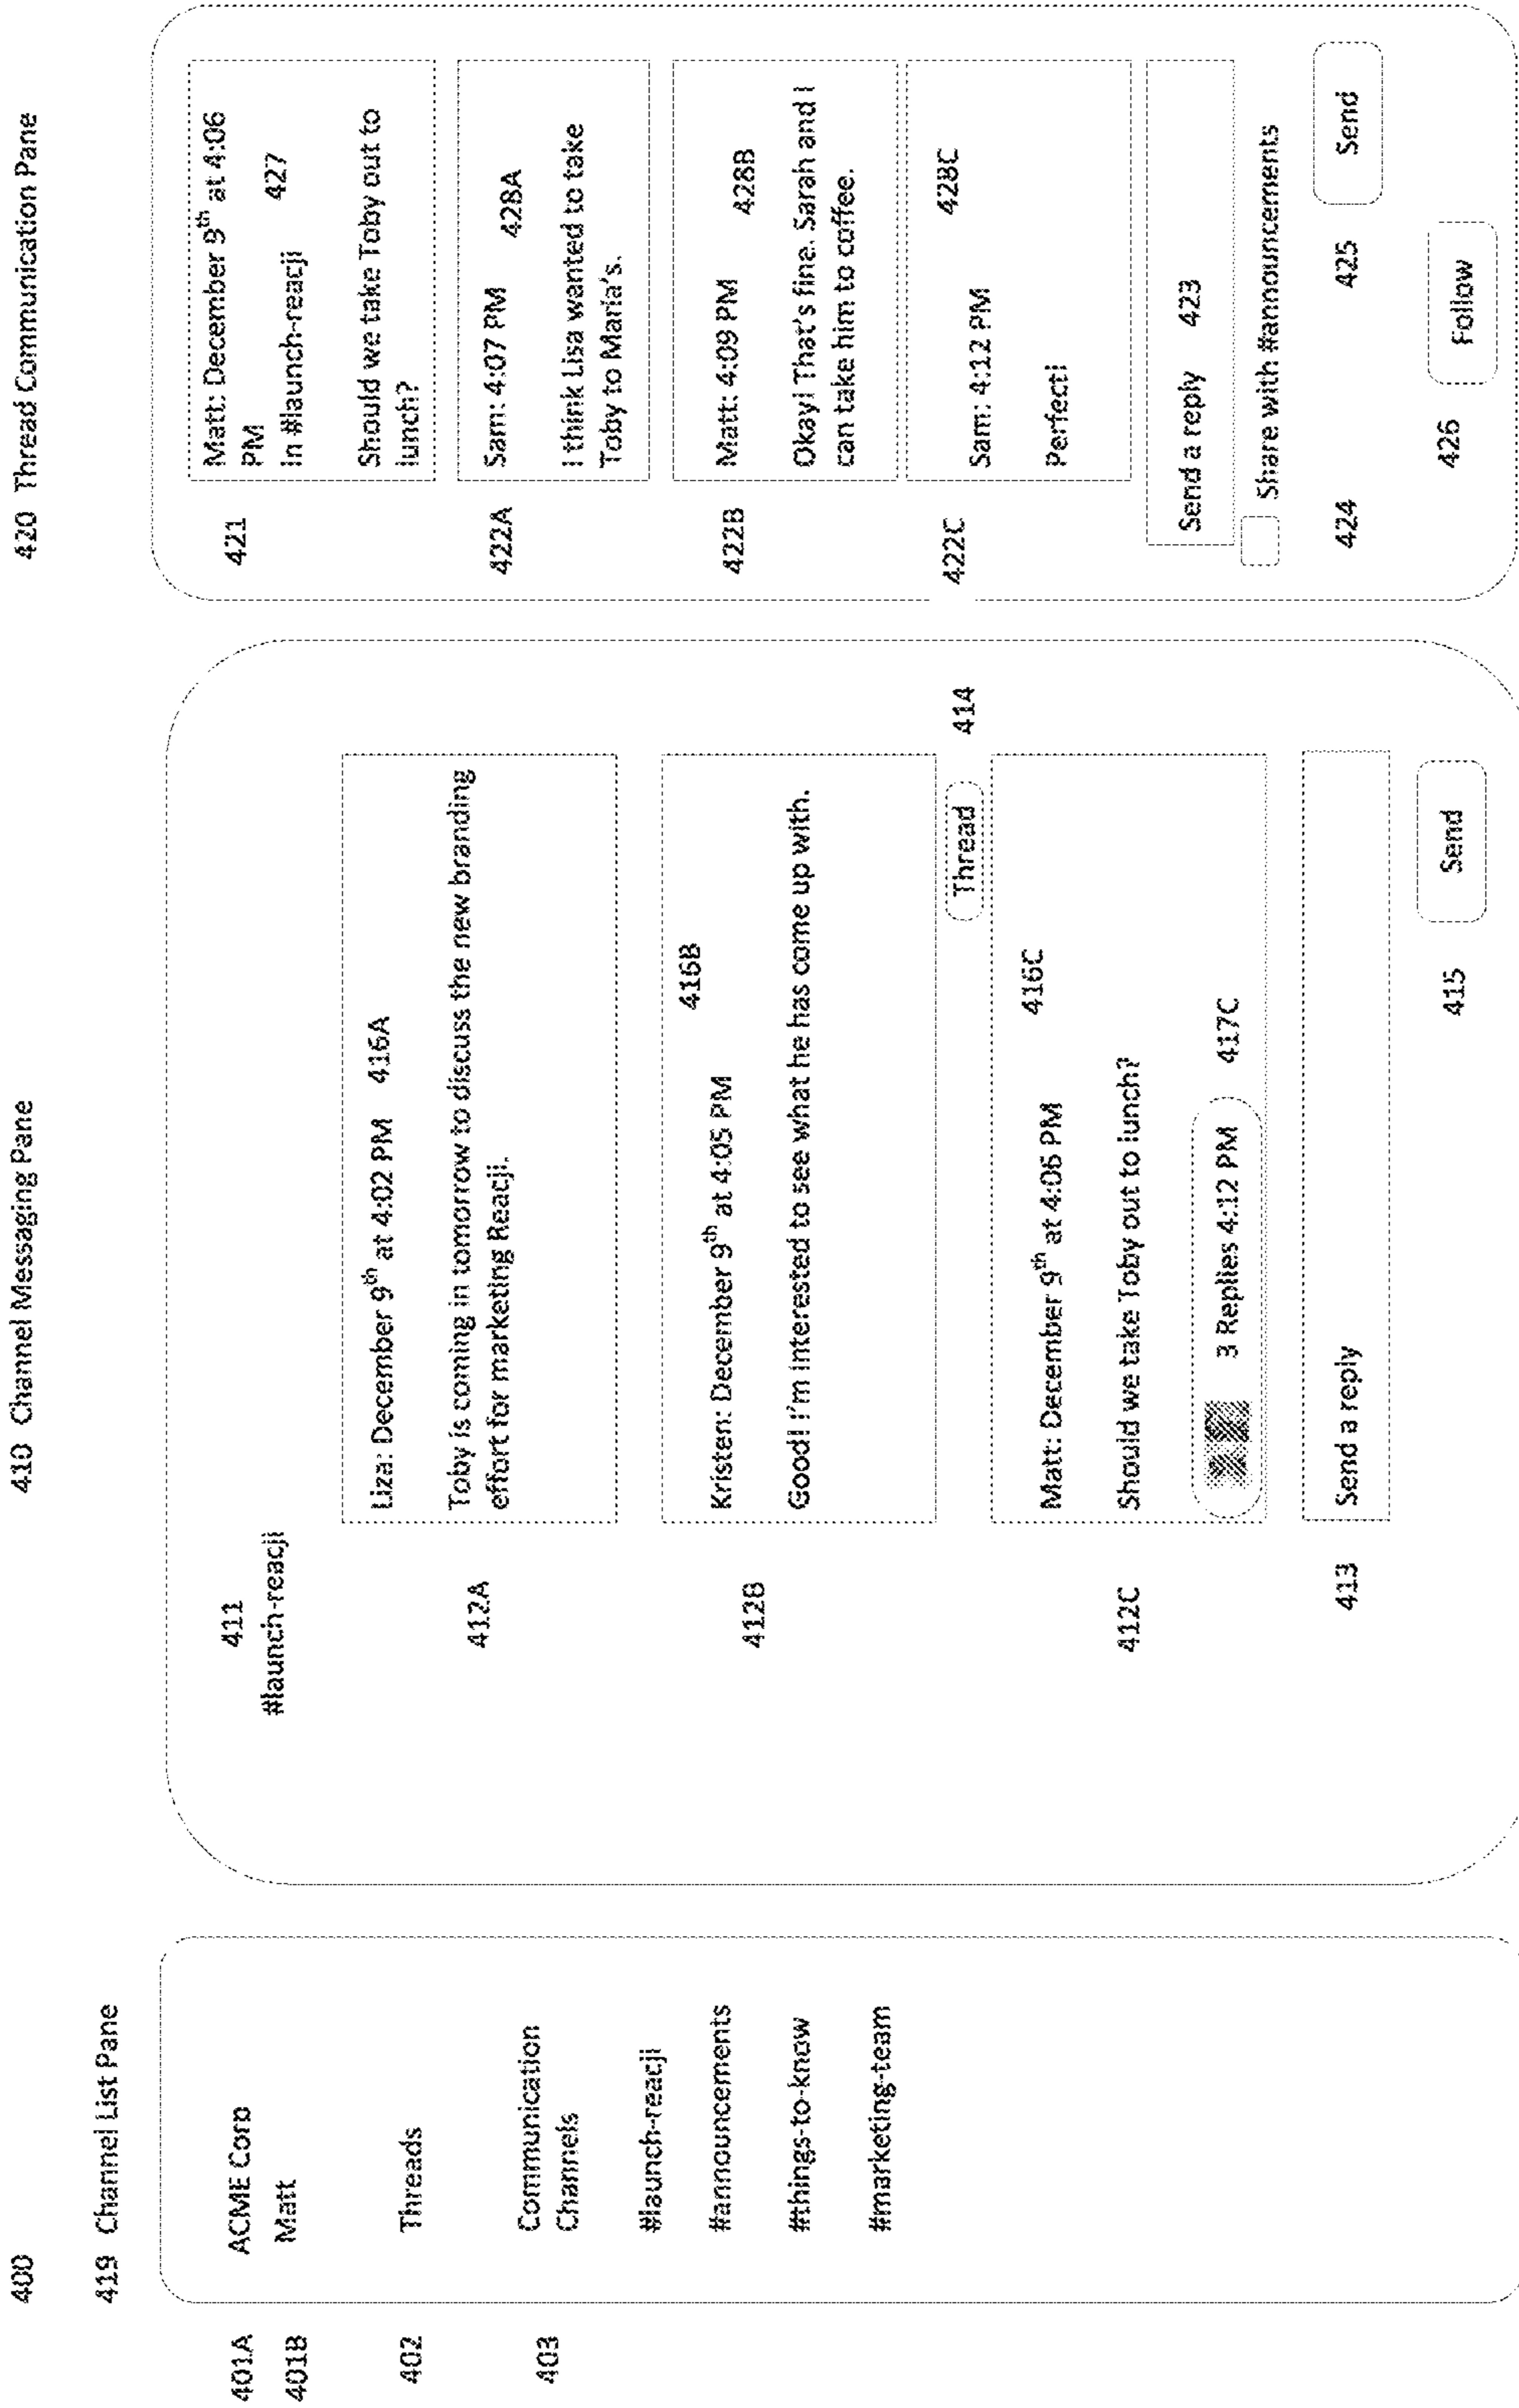 400
419 Channel List Pane
401A ACME Corp
401B Matt
402 Threads
403 Communication
Channels
#launch-reacji
#announcements
#things-to-know
#marketing-team
410 Channel Messaging Pane
411
#launch-reacji
412A
Liza: December 9th at 4:02 PM 416A
Toby is coming in tomorrow to discuss the new branding
effort for marketing Reacji.
412B
416B
Kristen: December 9th at 4:05 PM
Good! I'm interested to see what he has come up with.
Thread 414
412C
416C
Matt: December 9th at 4:06 PM
Should we take Toby out to lunch?
3 Replies 4:12 PM 417C
413 Send a reply
415 Send
420 Thread Communication Pane
421
Matt: December 9th at 4:06
PM
In #launch-reacji 427
Should we take Toby out to
lunch?
422A
Sam: 4:07 PM 428A
I think Lisa wanted to take
Toby to Maria's.
422B
Matt: 4:09 PM 428B
Okay! That's fine. Sarah and I
can take him to coffee.
422C
428C
Sam: 4:12 PM
Perfect!
Send a reply 423
Share with #announcements
424
425 Send
426 Follow